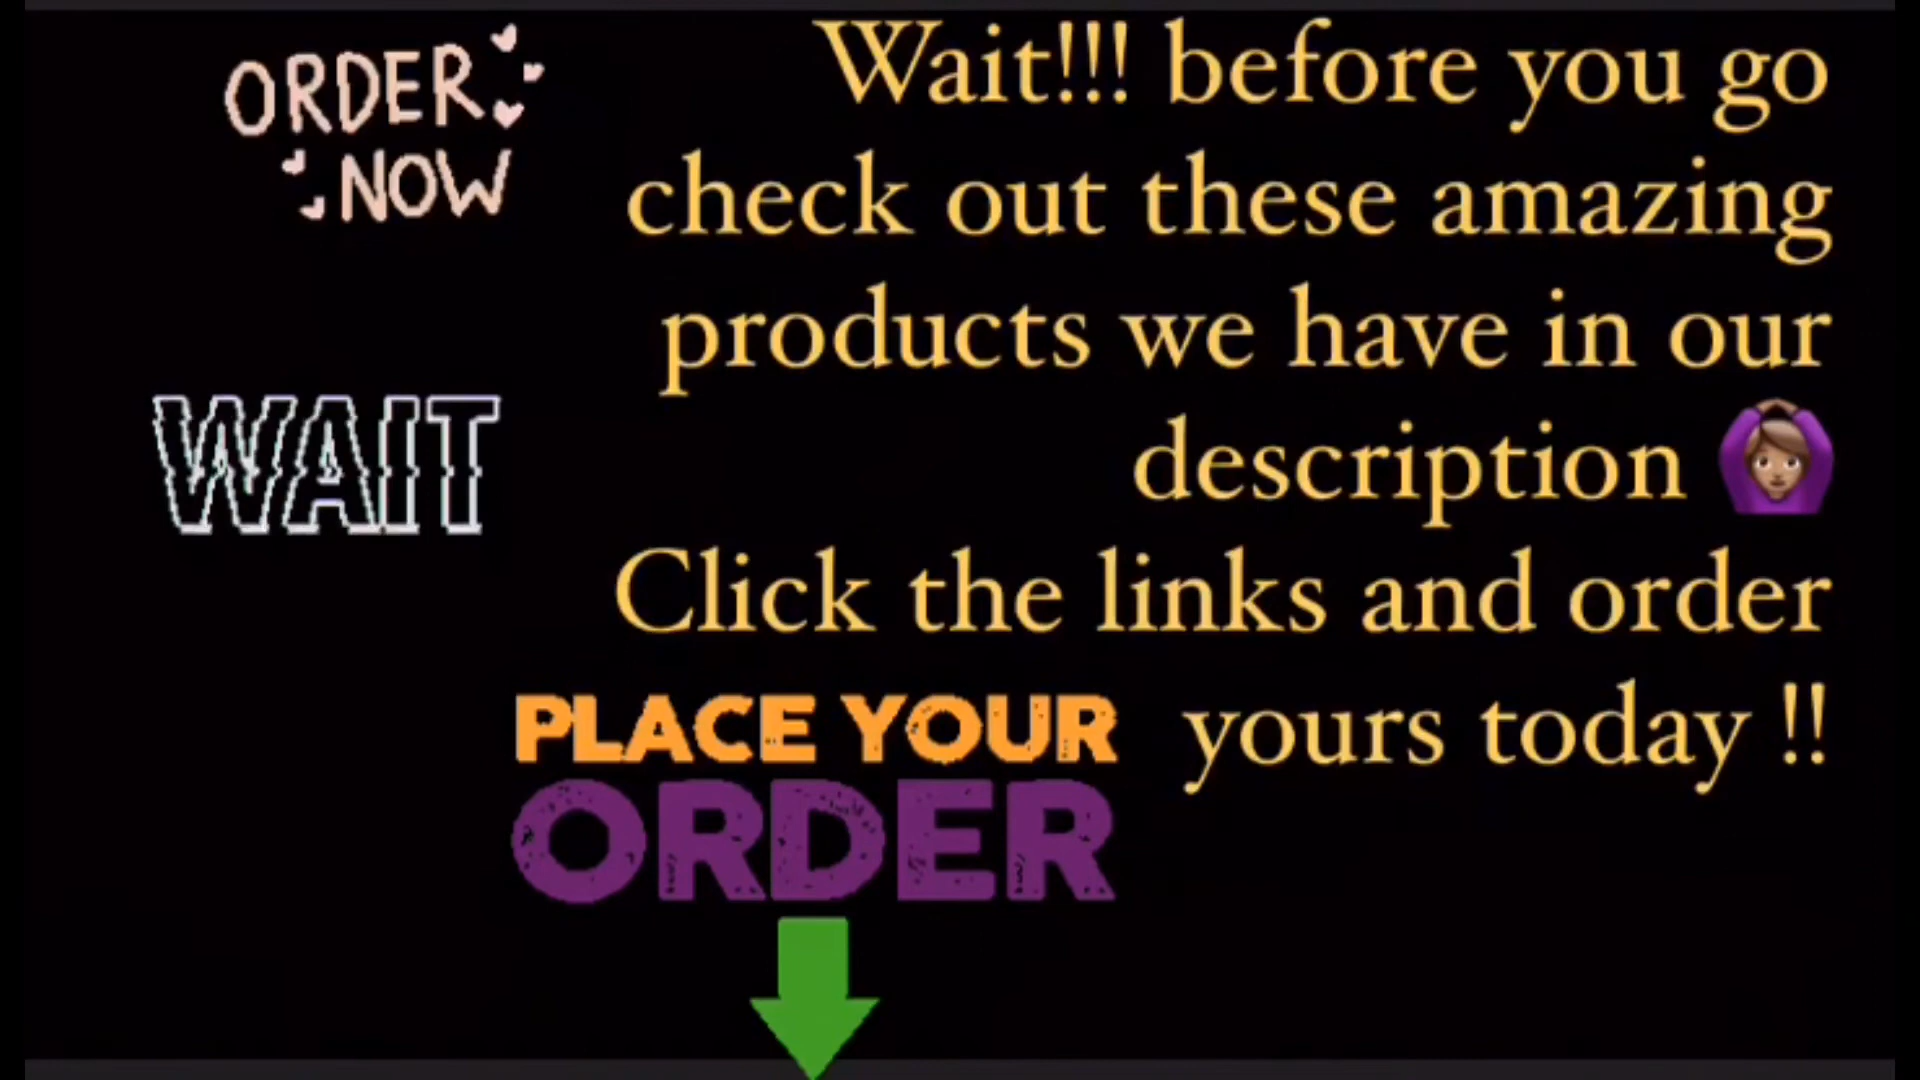 ORDER
NOW
WAIT
Wait!!! before you go
check out these amazing
products we have in our
description 🙆🏽‍♀️
Click the links and order
yours today !!
PLACE YOUR
ORDER